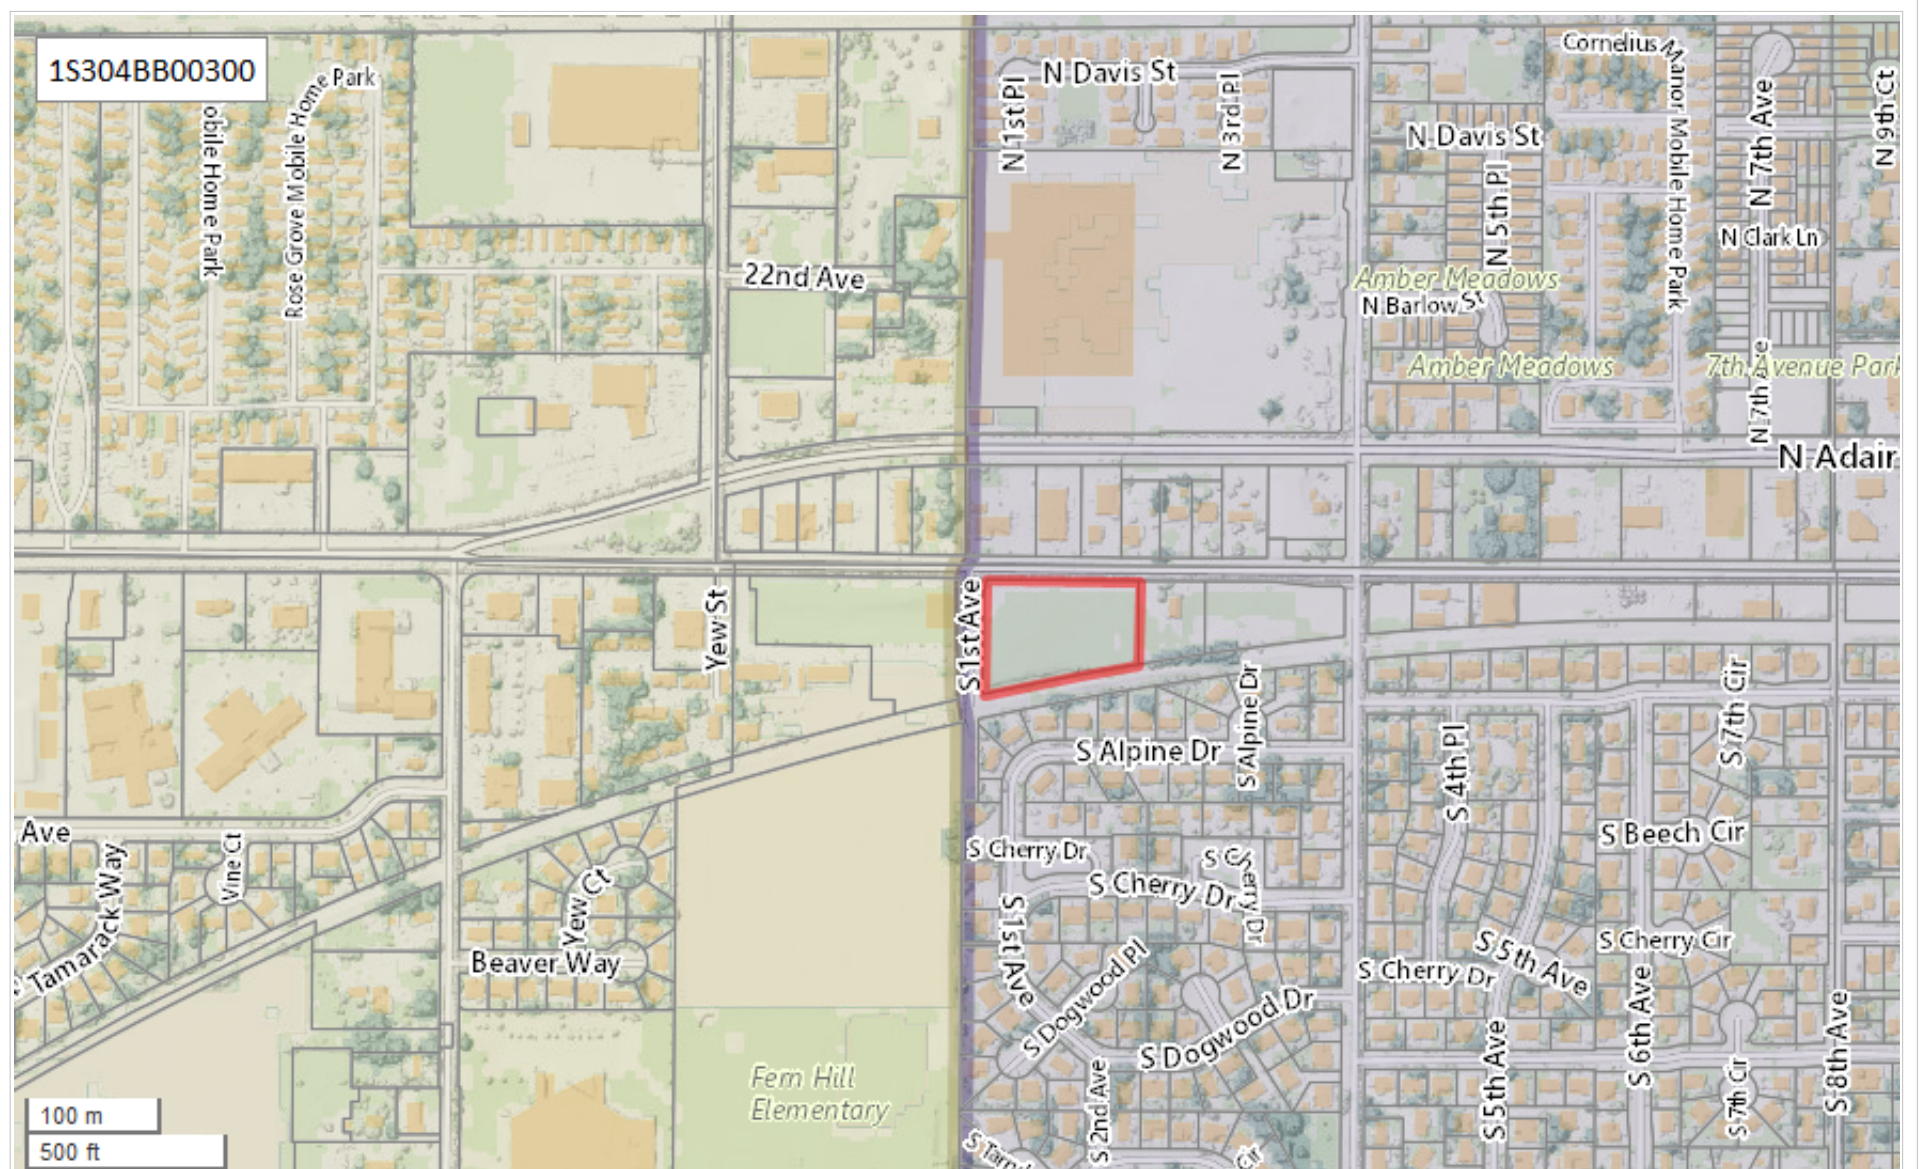 1S304BB00300
Cornelius Manor Mobile Home Park
N Davis St
N 1st Pl
N 3rd Pl
N 7th Ave
N 9th Ct
obile Home Park
Rose Grove Mobile Home Park
N Davis St
N 5th Pl
N Clark Ln
22nd Ave
Amber Meadows
N Barlow St
Amber Meadows
7th Avenue Park
N 7th Ave
N Adair
S 1st Ave
Yew St
S Alpine Dr
S Alpine Dr
S 4th Pl
S 7th Cir
Ave
Tamarack Way
Vine Ct
Yew Ct
Beaver Way
S Cherry Dr
S Cherry Dr
S Cherry Dr
S Beech Cir
S 1st Ave
S Dogwood Pl
S Dogwood Dr
S Cherry Dr
S 5th Ave
S Cherry Cir
S 6th Ave
S 5th Ave
S 8th Ave
S 7th Cir
S 2nd Ave
Fern Hill
Elementary
Cir
100 m
500 ft